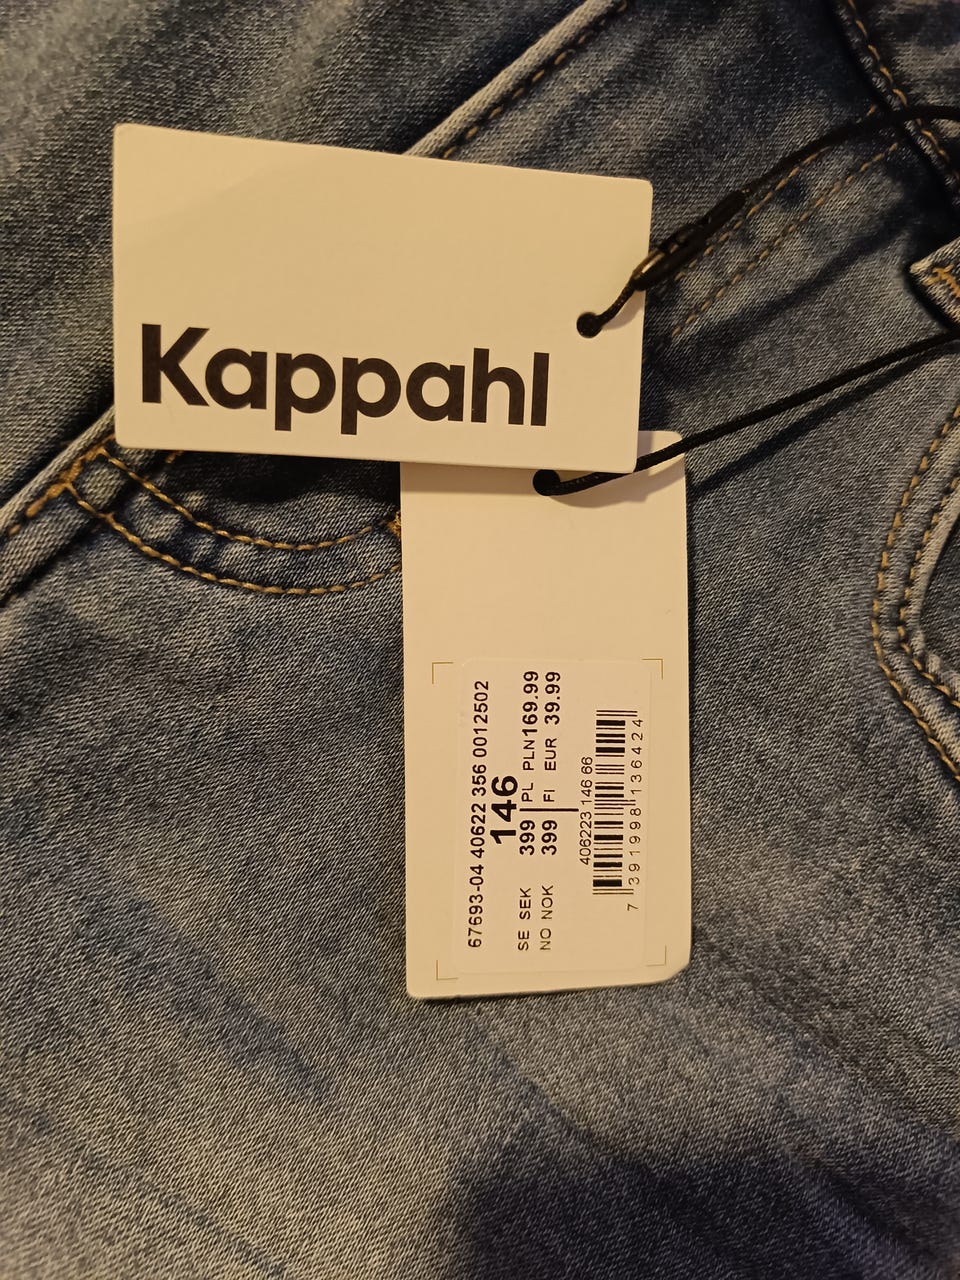 Kappahl
67693-04 40622 356 0012502
146
SE SEK 399 PL PLN169.99
NO NOK 399 FI EUR 39.99
406223 146 66
7 391998 136424